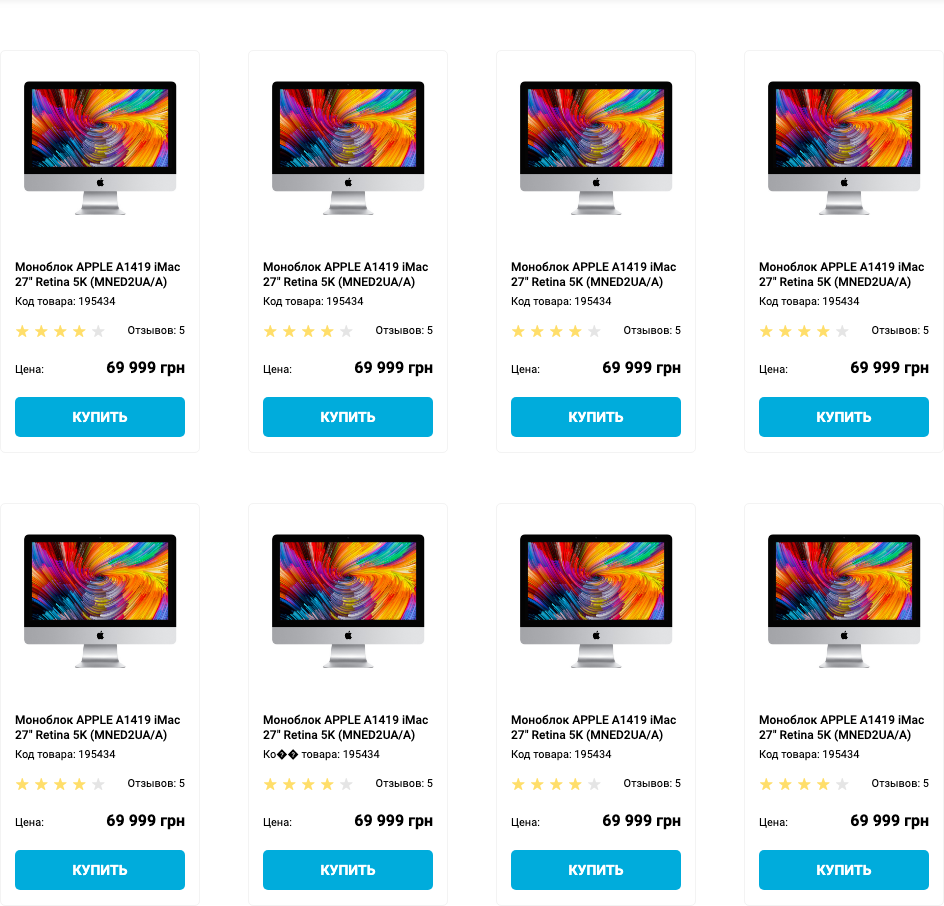 Моноблок APPLE A1419 iMac
27" Retina 5K (MNED2UA/A)
Код товара: 195434
Отзывов: 5
Цена: 69 999 грн
КУПИТЬ
Моноблок APPLE A1419 iMac
27" Retina 5K (MNED2UA/A)
Код товара: 195434
Отзывов: 5
Цена: 69 999 грн
КУПИТЬ
Моноблок APPLE A1419 iMac
27" Retina 5K (MNED2UA/A)
Код товара: 195434
Отзывов: 5
Цена: 69 999 грн
КУПИТЬ
Моноблок APPLE A1419 iMac
27" Retina 5K (MNED2UA/A)
Код товара: 195434
Отзывов: 5
Цена: 69 999 грн
КУПИТЬ
Моноблок APPLE A1419 iMac
27" Retina 5K (MNED2UA/A)
Код товара: 195434
Отзывов: 5
Цена: 69 999 грн
КУПИТЬ
Моноблок APPLE A1419 iMac
27" Retina 5K (MNED2UA/A)
Ко�� товара: 195434
Отзывов: 5
Цена: 69 999 грн
КУПИТЬ
Моноблок APPLE A1419 iMac
27" Retina 5K (MNED2UA/A)
Код товара: 195434
Отзывов: 5
Цена: 69 999 грн
КУПИТЬ
Моноблок APPLE A1419 iMac
27" Retina 5K (MNED2UA/A)
Код товара: 195434
Отзывов: 5
Цена: 69 999 грн
КУПИТЬ